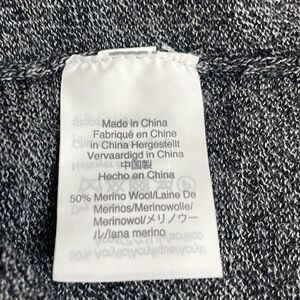 Made in China
Fabriqué en Chine
in China Hergestellt
Vervaardigd in China
中国製
Hecho en China
50% Merino Wool/Laine De
Merinos/Merinowolle/
Merinowol/メリノウー
ル/lana merino